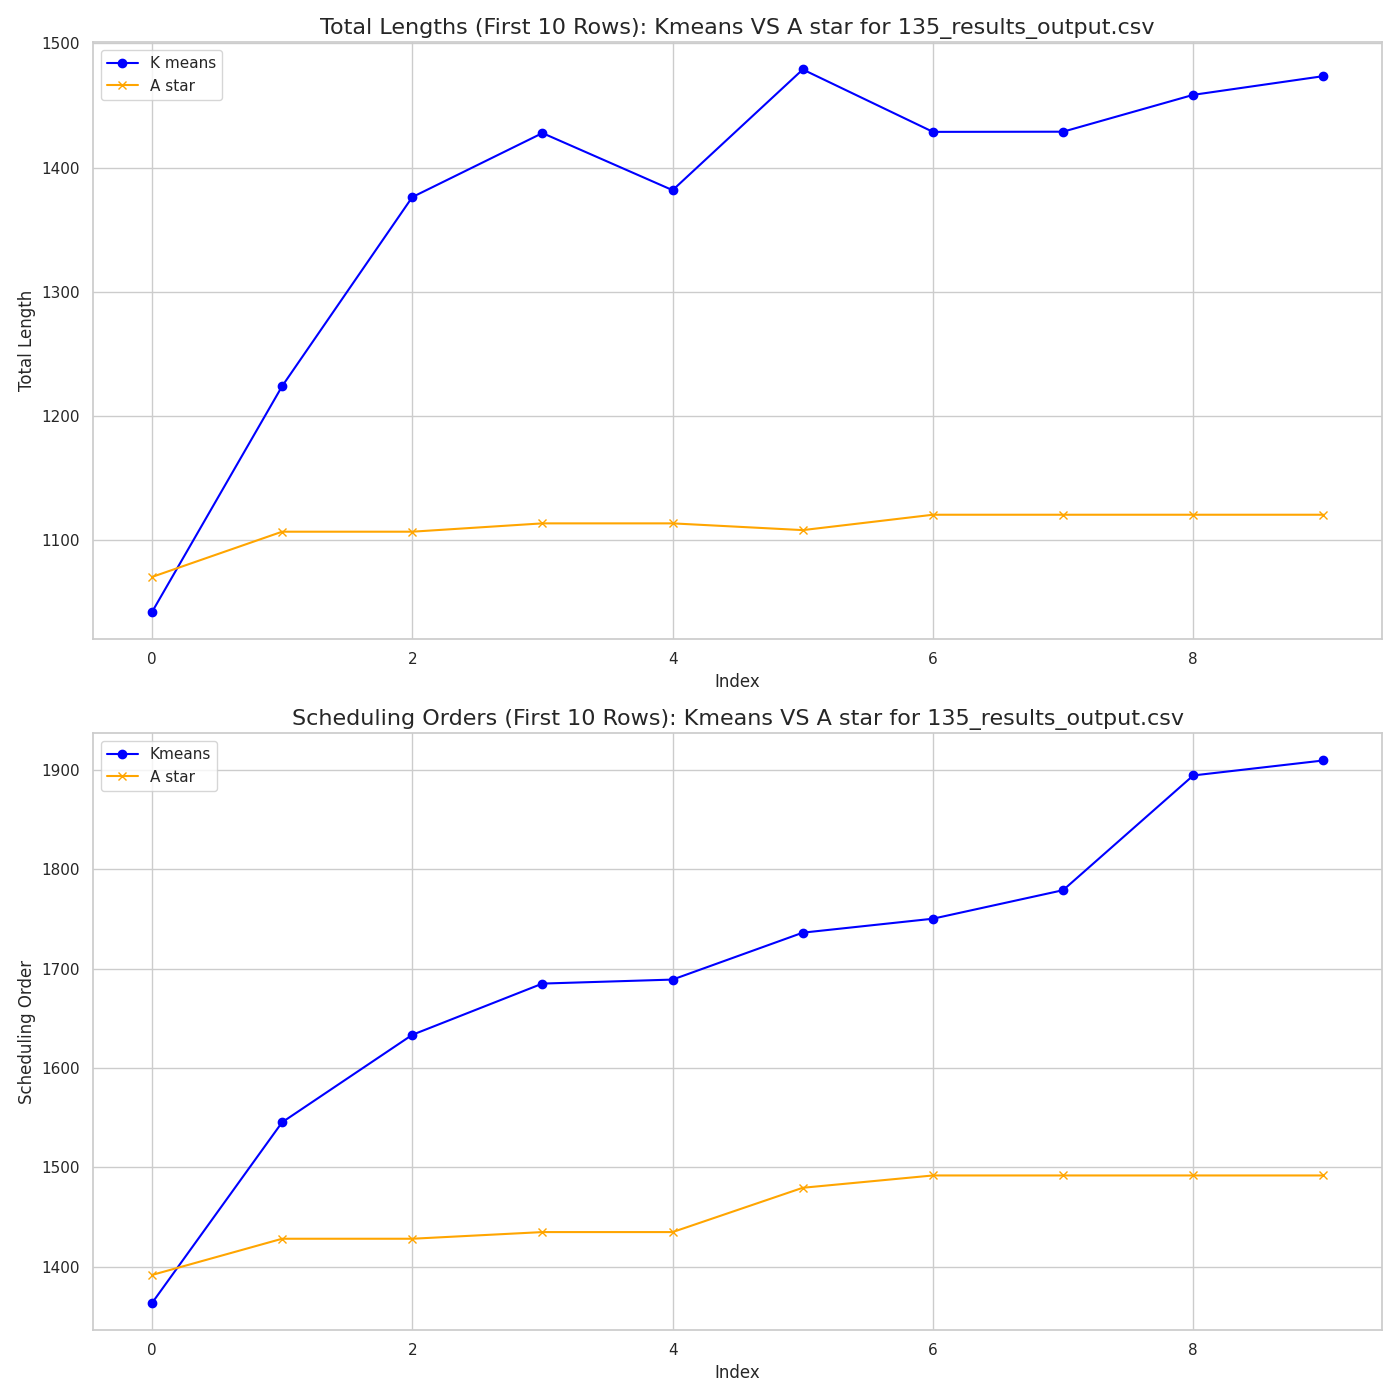 Total Lengths (First 10 Rows): Kmeans VS A star for 135_results_output.csv
K means
A star
1500
1400
1300
1200
1100
Total Length
0 2 4 6 8
Index
Scheduling Orders (First 10 Rows): Kmeans VS A star for 135_results_output.csv
Kmeans
A star
1900
1800
1700
1600
1500
1400
Scheduling Order
0 2 4 6 8
Index